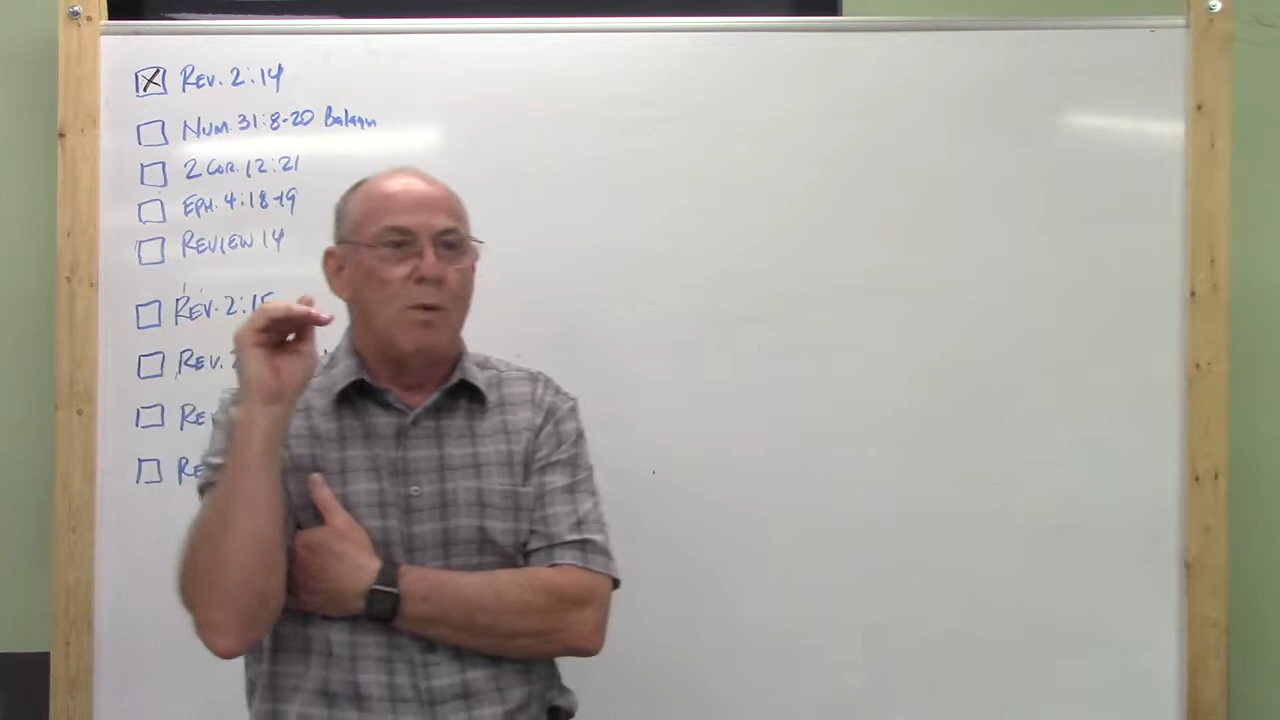 Rev. 2:14
Num. 31:8-20 Balaam
2 Cor. 12:21
Eph. 4:18-19
Review 14
Rev. 2:15
Rev.